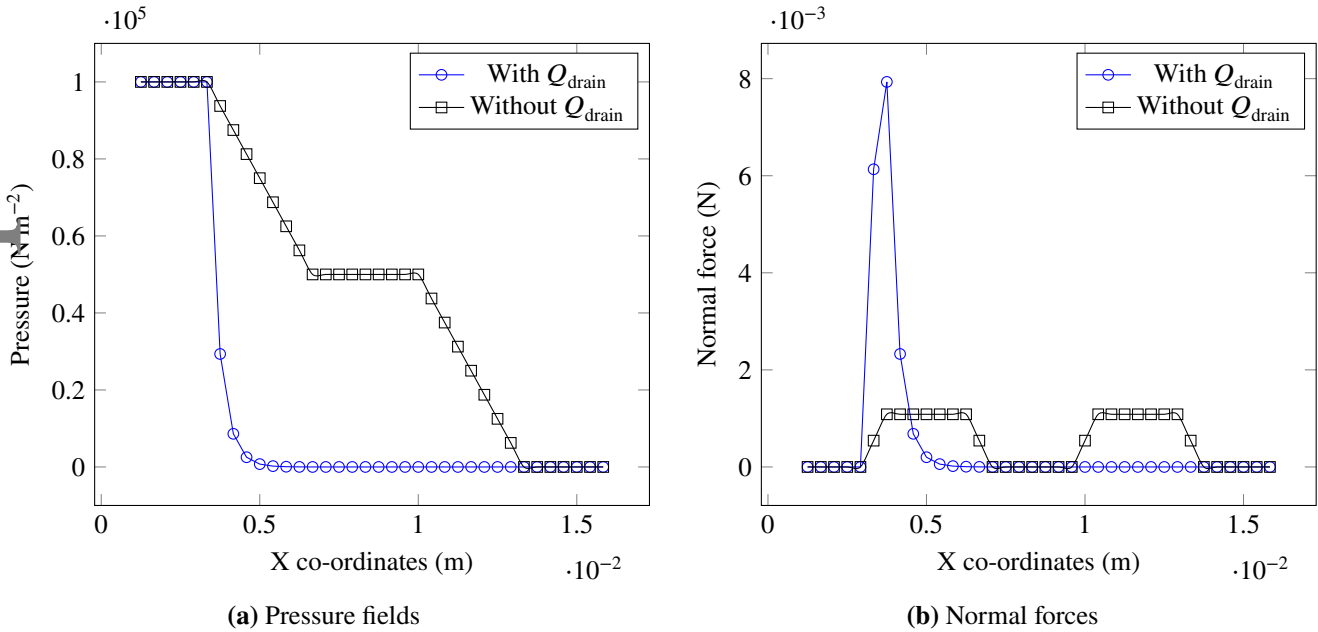 ·10⁵
With Q_drain
Without Q_drain
1
0.8
0.6
0.4
0.2
0
Pressure (N m⁻²)
0
0.5
1
1.5
X co-ordinates (m)
·10⁻²
(a) Pressure fields
·10⁻³
With Q_drain
Without Q_drain
8
6
4
2
0
Normal force (N)
0
0.5
1
1.5
X co-ordinates (m)
·10⁻²
(b) Normal forces